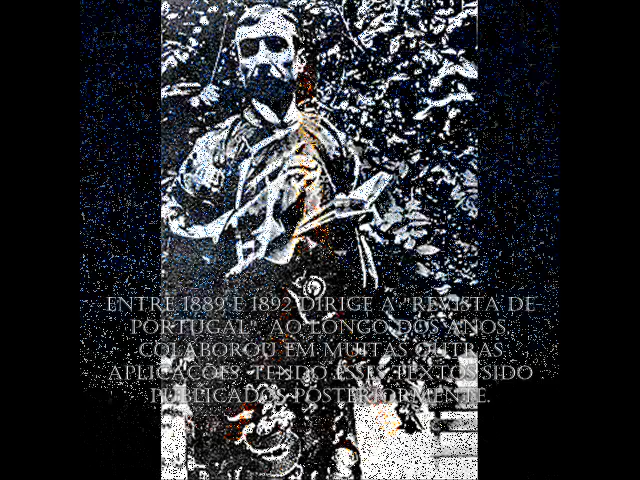 ENTRE 1889 E 1892 DIRIGE A "REVISTA DE
PORTUGAL". AO LONGO DOS ANOS,
COLABOROU EM MUITAS OUTRAS
APLICAÇÕES, TENDO ESSES TEXTOS SIDO
PUBLICADOS POSTERIORMENTE.